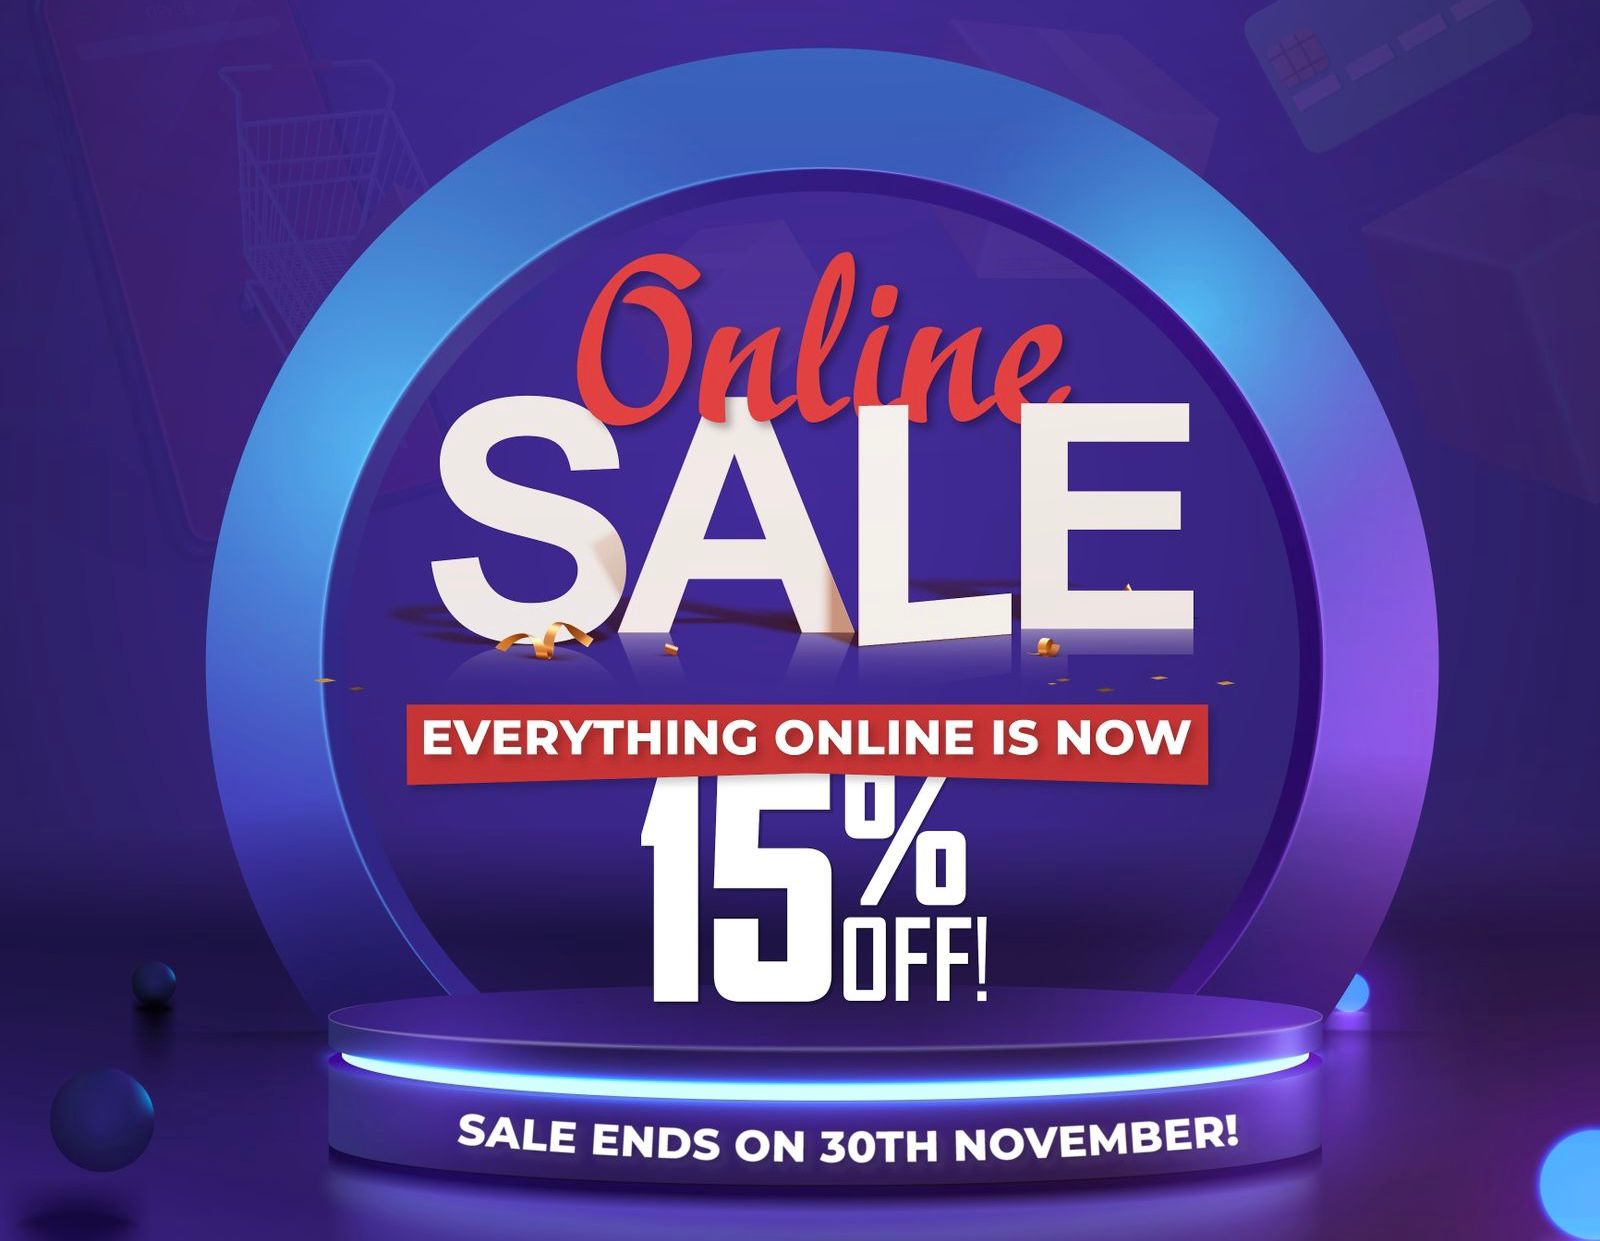 Online
SALE
EVERYTHING ONLINE IS NOW
15%
OFF!
SALE ENDS ON 30TH NOVEMBER!